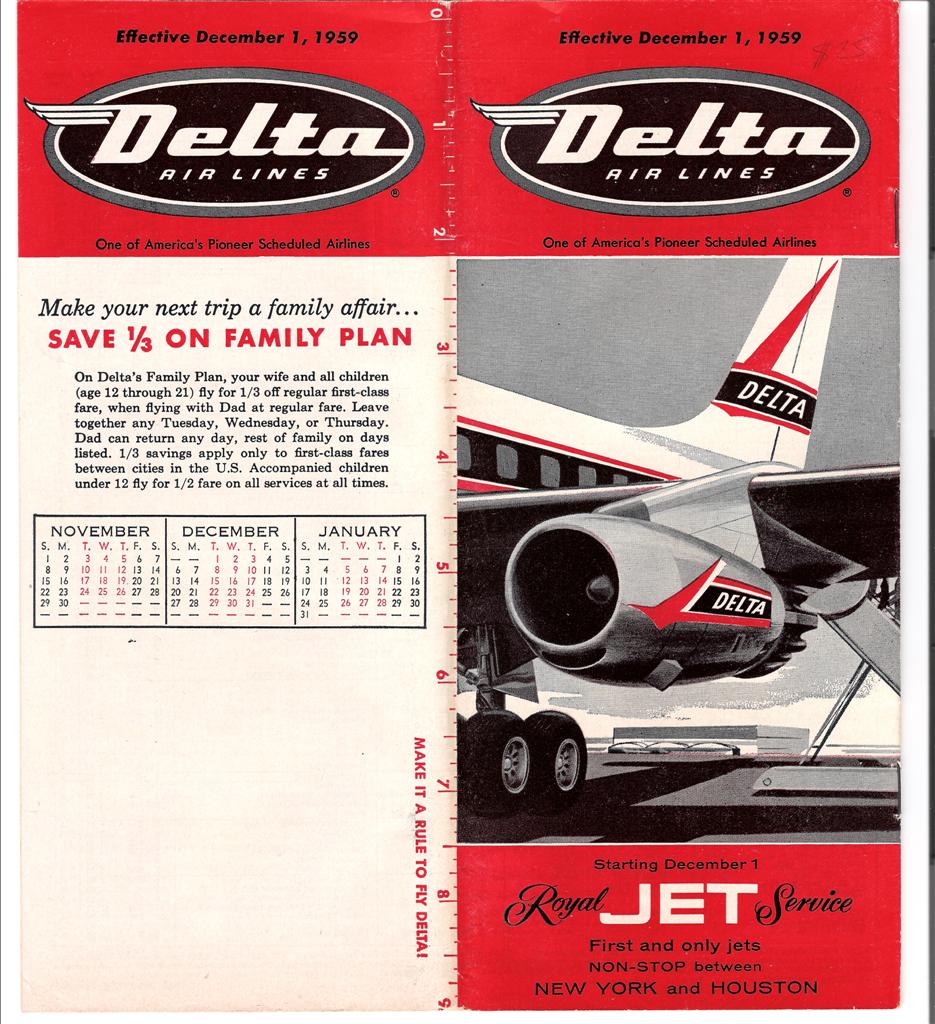 Effective December 1, 1959
Delta
AIR LINES
®
One of America's Pioneer Scheduled Airlines
Make your next trip a family affair...
SAVE 1/3 ON FAMILY PLAN
On Delta's Family Plan, your wife and all children
(age 12 through 21) fly for 1/3 off regular first-class
fare, when flying with Dad at regular fare. Leave
together any Tuesday, Wednesday, or Thursday.
Dad can return any day, rest of family on days
listed. 1/3 savings apply only to first-class fares
between cities in the U.S. Accompanied children
under 12 fly for 1/2 fare on all services at all times.
NOVEMBER
S. M. T. W. T. F. S.
1 2 3 4 5 6 7
8 9 10 11 12 13 14
15 16 17 18 19 20 21
22 23 24 25 26 27 28
29 30 — — — — —
— — — — — — —
DECEMBER
S. M. T. W. T. F. S.
— — 1 2 3 4 5
6 7 8 9 10 11 12
13 14 15 16 17 18 19
20 21 22 23 24 25 26
27 28 29 30 31 — —
— — — — — — —
JANUARY
S. M. T. W. T. F. S.
— — — — — 1 2
3 4 5 6 7 8 9
10 11 12 13 14 15 16
17 18 19 20 21 22 23
24 25 26 27 28 29 30
31 — — — — — —
MAKE IT A RULE TO FLY DELTA!
0
1
2
3
4
5
6
7
8
9
Effective December 1, 1959
Delta
AIR LINES
®
One of America's Pioneer Scheduled Airlines
DELTA
DELTA
Starting December 1
Royal JET Service
First and only jets
NON-STOP between
NEW YORK and HOUSTON